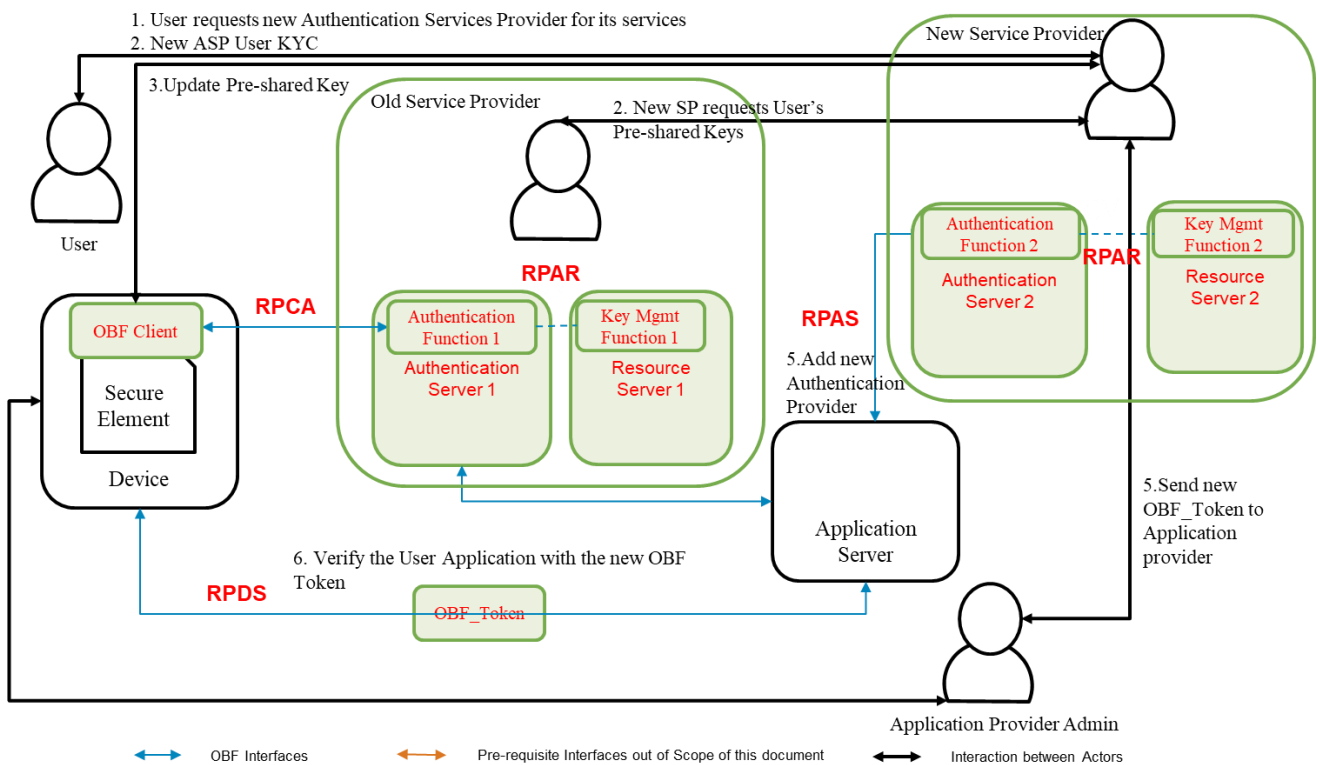 1. User requests new Authentication Services Provider for its services
2. New ASP User KYC
3.Update Pre-shared Key
New Service Provider
Old Service Provider
2. New SP requests User's
Pre-shared Keys
User
Authentication
Function 2
Key Mgmt
Function 2
RPAR
Authentication
Server 2
Resource
Server 2
RPAR
RPCA
OBF Client
Authentication
Function 1
Key Mgmt
Function 1
Authentication
Server 1
Resource
Server 1
RPAS
5.Add new
Authentication
Provider
Secure
Element
Device
Application
Server
5.Send new
OBF_Token to
Application
provider
6. Verify the User Application with the new OBF
Token
RPDS
OBF_Token
Application Provider Admin
OBF Interfaces
Pre-requisite Interfaces out of Scope of this document
Interaction between Actors